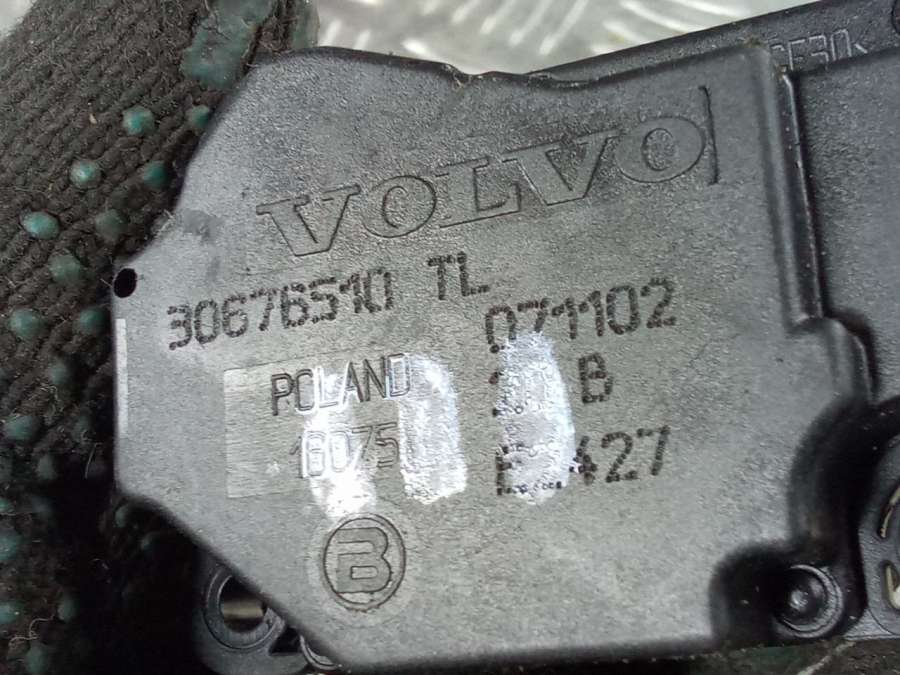 VOLVO
30676510 TL
071102
B
POLAND
16075
427
B